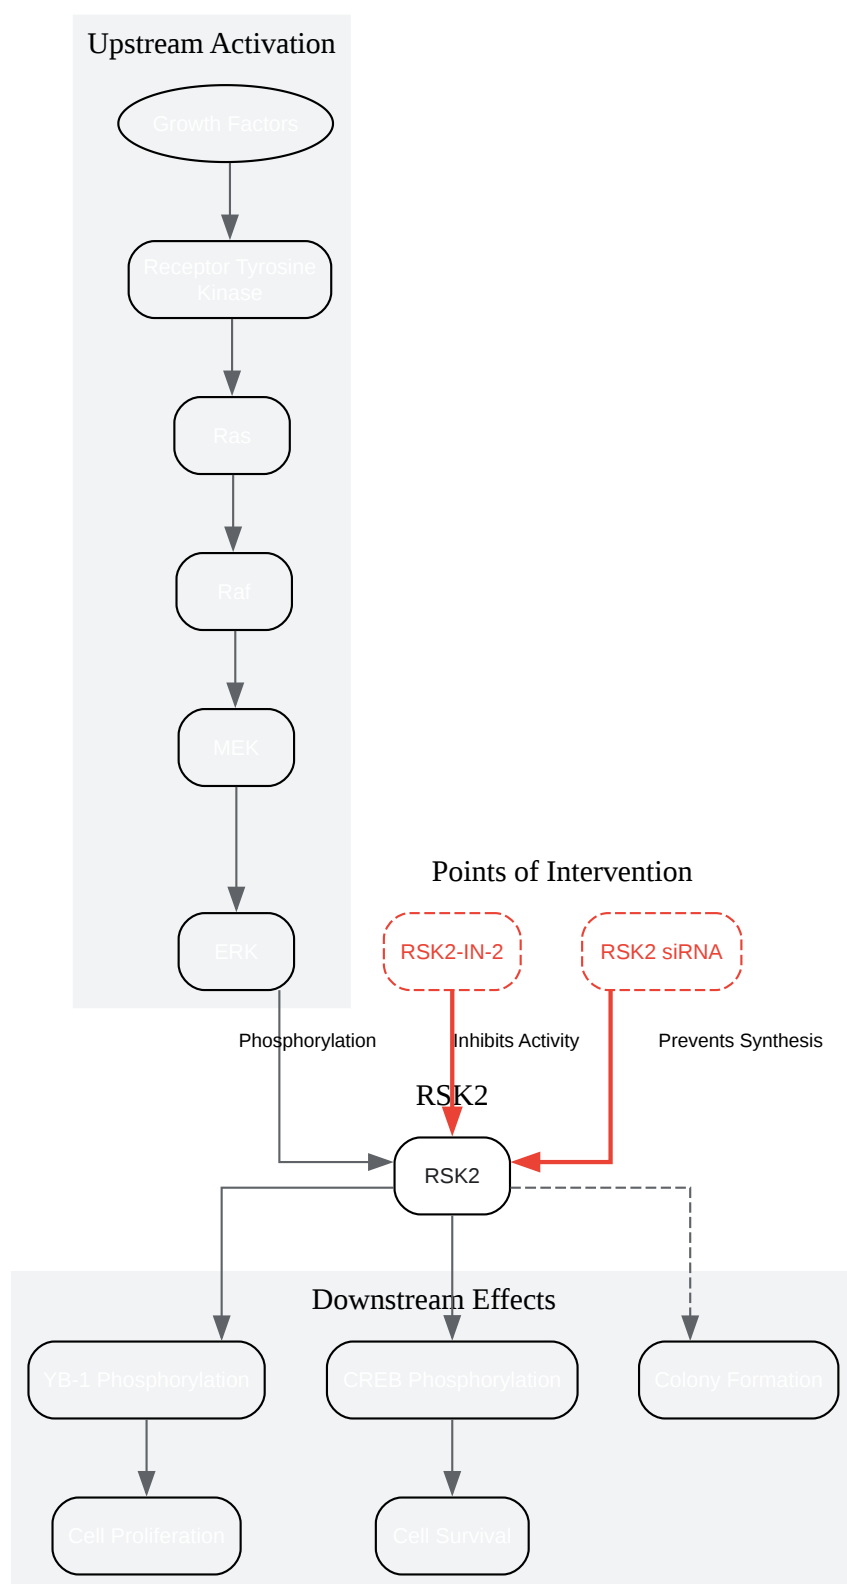 Upstream Activation
Growth Factors
Receptor Tyrosine
Kinase
Ras
Raf
MEK
ERK
Points of Intervention
RSK2-IN-2
RSK2 siRNA
Phosphorylation
Inhibits Activity
Prevents Synthesis
RSK2
RSK2
Downstream Effects
YB-1 Phosphorylation
CREB Phosphorylation
Colony Formation
Cell Proliferation
Cell Survival